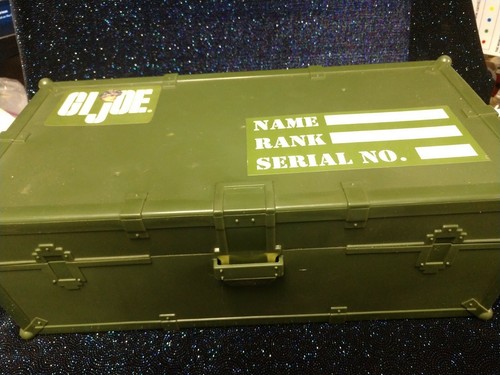 GI JOE.
NAME
RANK
SERIAL NO.